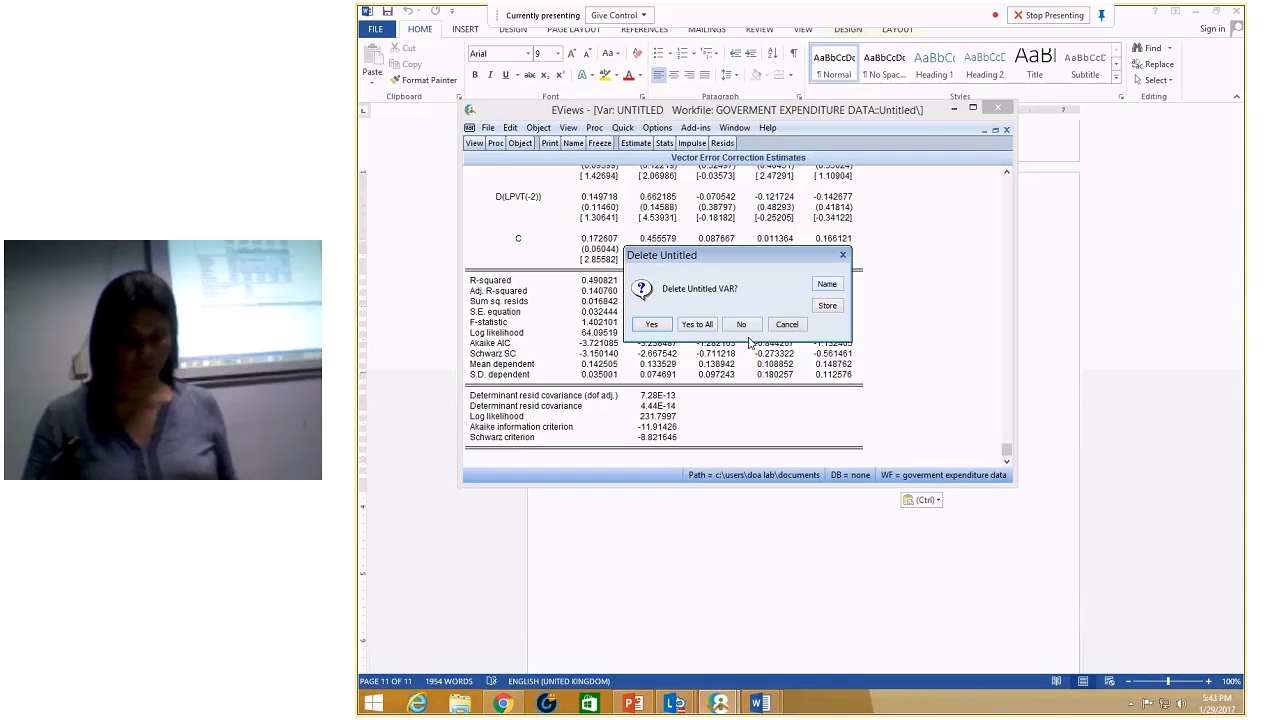 Currently presenting Give Control Stop Presenting
FILE HOME INSERT DESIGN PAGE LAYOUT REFERENCES MAILINGS REVIEW VIEW DESIGN LAYOUT Sign in
Paste Cut Copy Format Painter
Arial 9
AaBbCcDc AaBbCcDc AaBbCc AaBbCcDc AaBl AaBbCcDc
¶ Normal ¶ No Spac... Heading 1 Heading 2 Title Subtitle
Find Replace Select
Clipboard Font Paragraph Styles Editing
EViews - [Var: UNTITLED Workfile: GOVERMENT EXPENDITURE DATA::Untitled\]
File Edit Object View Proc Quick Options Add-ins Window Help
View Proc Object Print Name Freeze Estimate Stats Impulse Resids
Vector Error Correction Estimates
[ 1.42694] [ 2.06986] [-0.03573] [ 2.47291] [ 1.10904]
D(LPVT(-2)) 0.149718 0.662185 -0.070542 -0.121724 -0.142677
(0.11460) (0.14588) (0.38797) (0.48293) (0.41814)
[ 1.30641] [ 4.53931] [-0.18182] [-0.25205] [-0.34122]
C 0.172607 0.455579 0.087667 0.011364 0.166121
(0.06044)
[ 2.85582]
Delete Untitled
Delete Untitled VAR?
Name
Store
Yes Yes to All No Cancel
R-squared 0.490821
Adj. R-squared 0.140760
Sum sq. resids 0.016842
S.E. equation 0.032444
F-statistic 1.402101
Log likelihood 64.09519
Akaike AIC -3.721085
Schwarz SC -3.150140 -2.667542 -0.711218 -0.273322 -0.561461
Mean dependent 0.142505 0.133529 0.138942 0.108852 0.148762
S.D. dependent 0.035001 0.074691 0.097243 0.180257 0.112576
Determinant resid covariance (dof adj.) 7.28E-13
Determinant resid covariance 4.44E-14
Log likelihood 231.7997
Akaike information criterion -11.91426
Schwarz criterion -8.821646
Path = c:\users\doa lab\documents DB = none WF = goverment expenditure data
(Ctrl)
PAGE 11 OF 11 1954 WORDS ENGLISH (UNITED KINGDOM) 100%
5:43 PM
1/29/2017